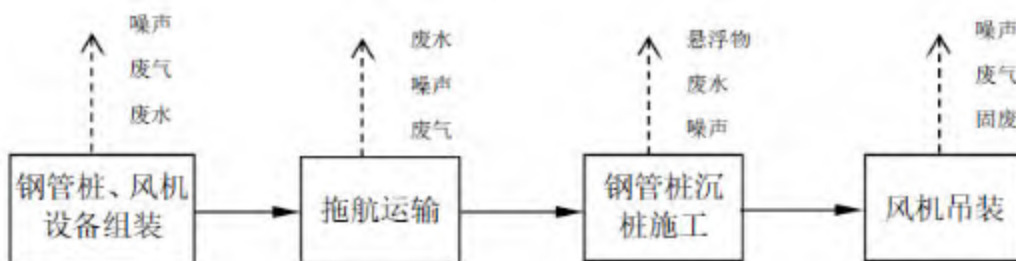 噪声
废气
废水
废水
噪声
废气
悬浮物
废水
噪声
噪声
废气
固废
钢管桩、风机
设备组装
拖航运输
钢管桩沉
桩施工
风机吊装